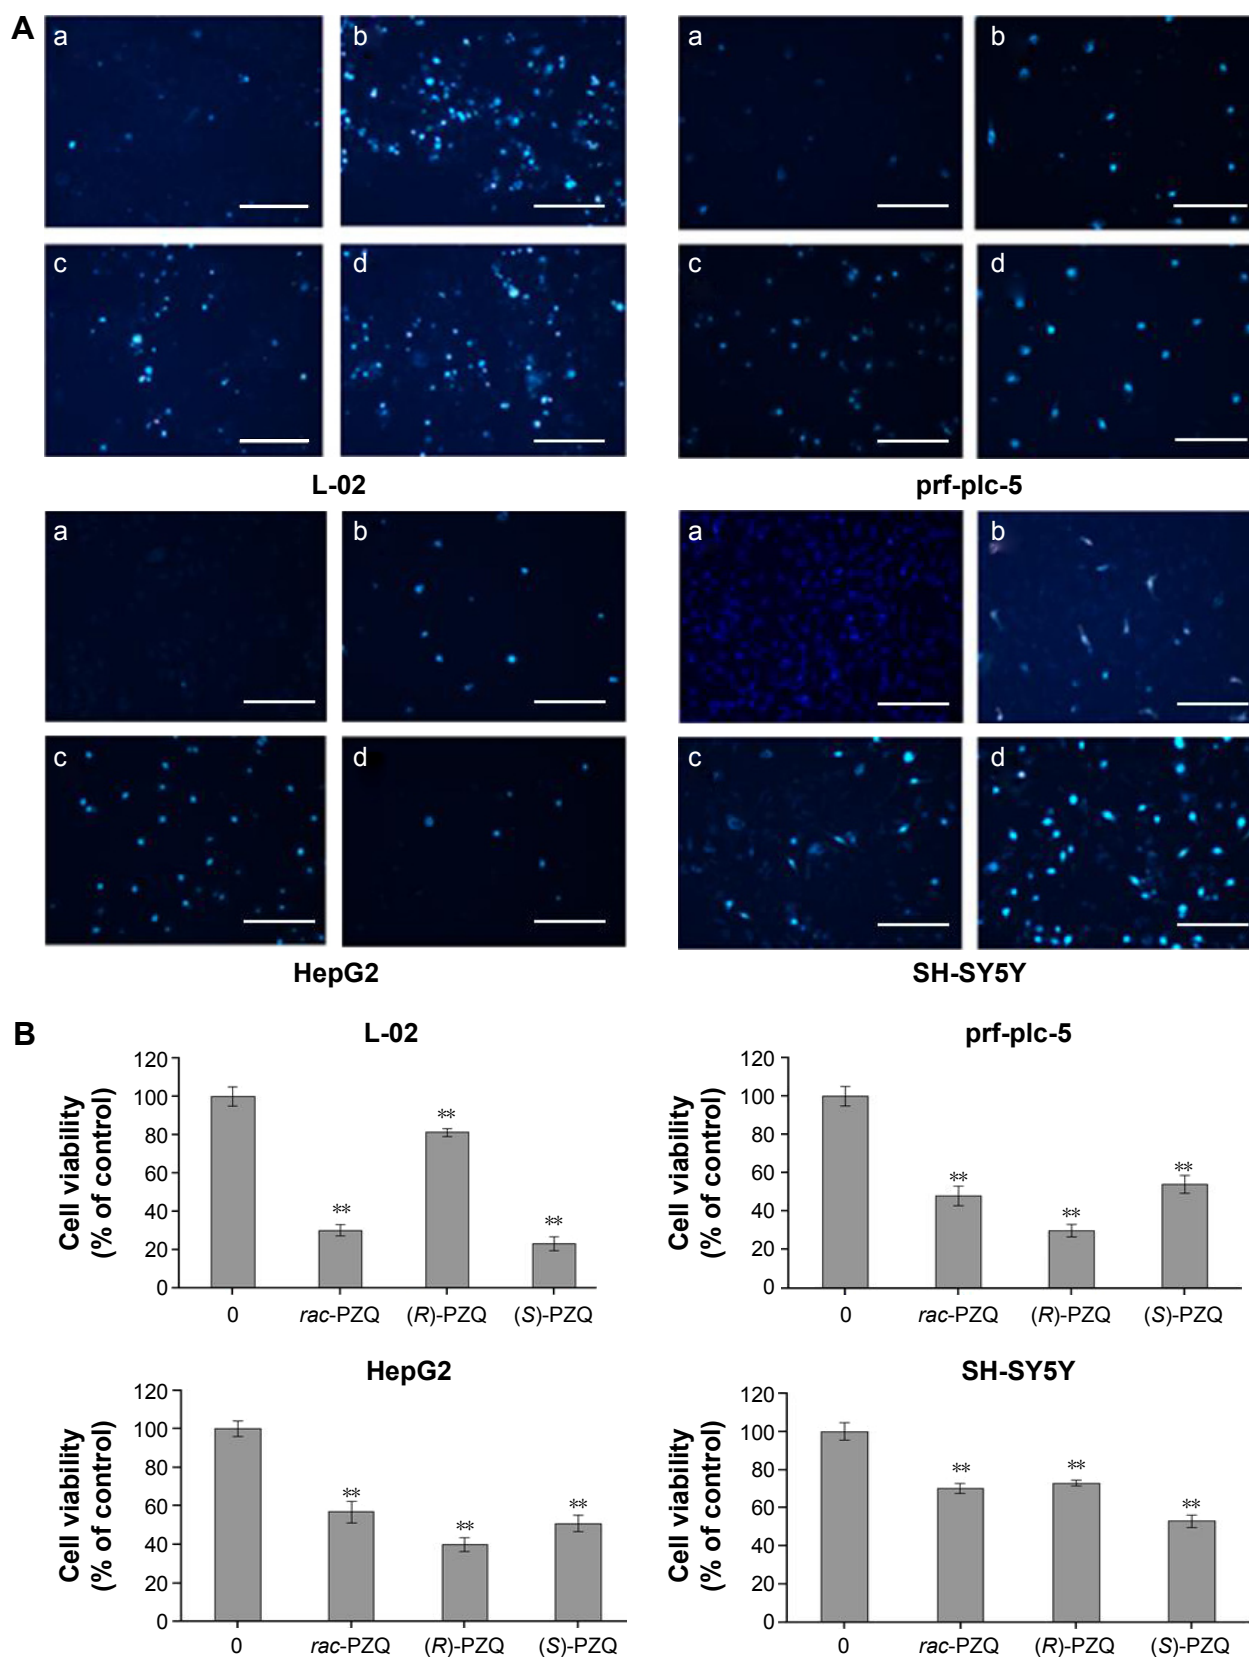 A
a b a b
c d c d
L-02 prf-plc-5
a b a b
c d c d
HepG2 SH-SY5Y
B
L-02
Cell viability
(% of control)
120
100
80
60
40
20
0
** ** **
0 rac-PZQ (R)-PZQ (S)-PZQ
prf-plc-5
Cell viability
(% of control)
120
100
80
60
40
20
0
** ** **
0 rac-PZQ (R)-PZQ (S)-PZQ
HepG2
Cell viability
(% of control)
120
100
80
60
40
20
0
** ** **
0 rac-PZQ (R)-PZQ (S)-PZQ
SH-SY5Y
Cell viability
(% of control)
120
100
80
60
40
20
0
** ** **
0 rac-PZQ (R)-PZQ (S)-PZQ